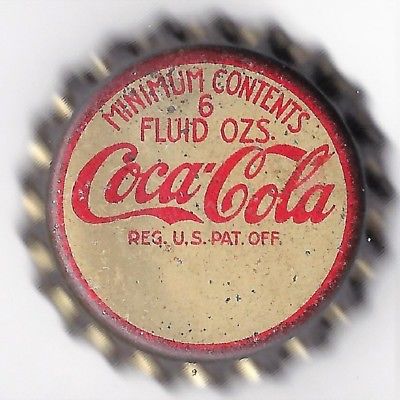 MINIMUM CONTENTS
6
FLUID OZS.
Coca-Cola
REG. U.S. PAT. OFF.